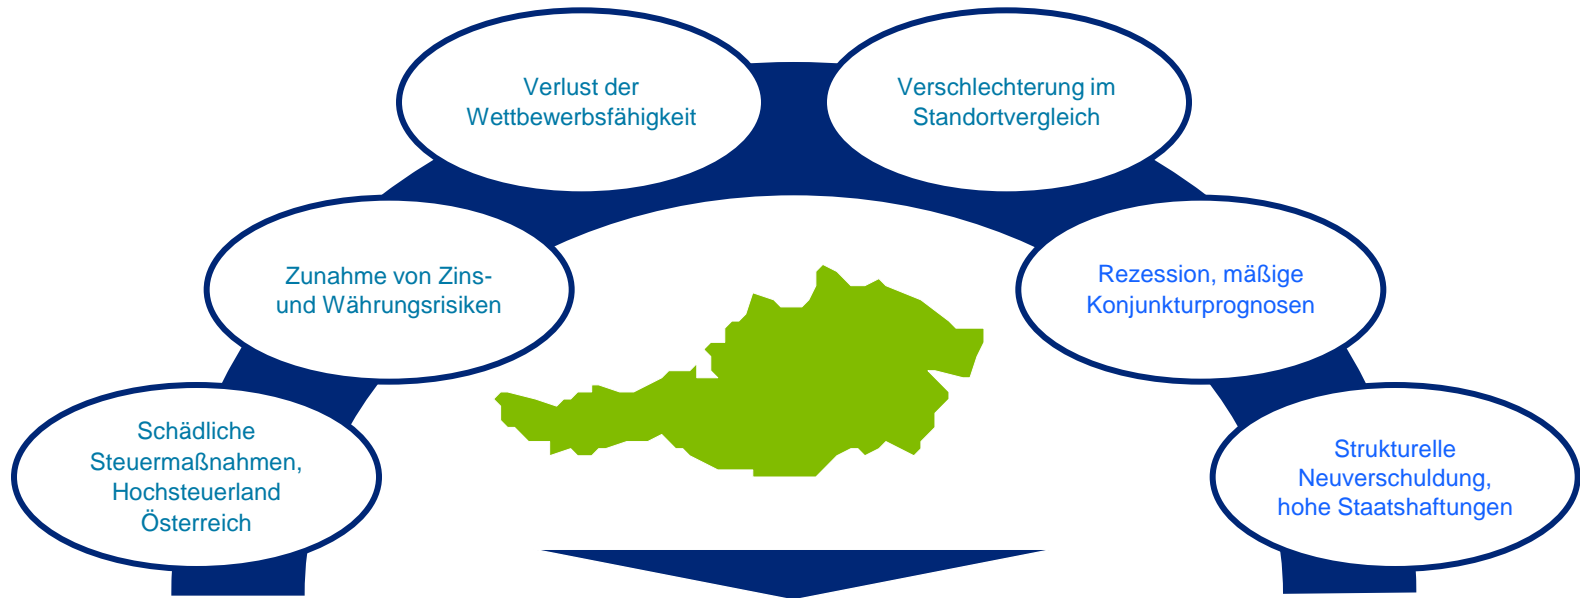 Verlust der
Wettbewerbsfähigkeit
Verschlechterung im
Standortvergleich
Zunahme von Zins-
und Währungsrisiken
Rezession, mäßige
Konjunkturprognosen
Schädliche
Steuermaßnahmen,
Hochsteuerland
Österreich
Strukturelle
Neuverschuldung,
hohe Staatshaftungen